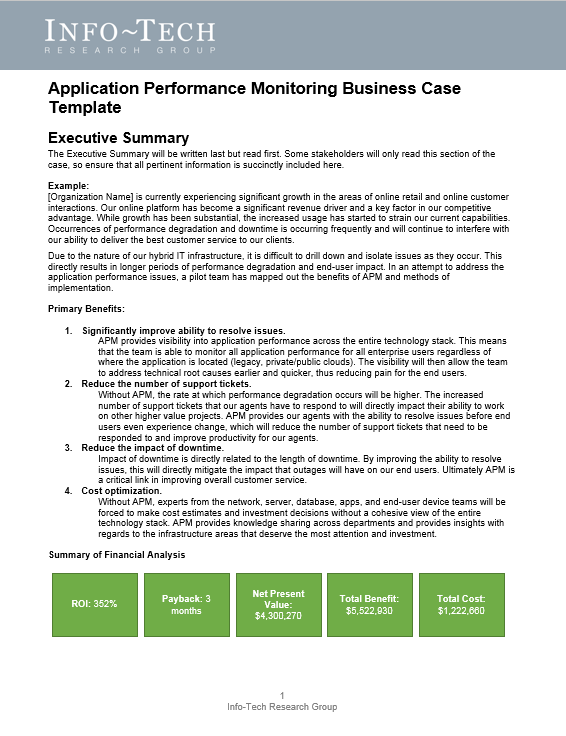 INFO~TECH
RESEARCH GROUP
Application Performance Monitoring Business Case
Template
Executive Summary
The Executive Summary will be written last but read first. Some stakeholders will only read this section of the
case, so ensure that all pertinent information is succinctly included here.
Example:
[Organization Name] is currently experiencing significant growth in the areas of online retail and online customer
interactions. Our online platform has become a significant revenue driver and a key factor in our competitive
advantage. While growth has been substantial, the increased usage has started to strain our current capabilities.
Occurrences of performance degradation and downtime is occurring frequently and will continue to interfere with
our ability to deliver the best customer service to our clients.
Due to the nature of our hybrid IT infrastructure, it is difficult to drill down and isolate issues as they occur. This
directly results in longer periods of performance degradation and end-user impact. In an attempt to address the
application performance issues, a pilot team has mapped out the benefits of APM and methods of
implementation.
Primary Benefits:
1. Significantly improve ability to resolve issues.
APM provides visibility into application performance across the entire technology stack. This means
that the team is able to monitor all application performance for all enterprise users regardless of
where the application is located (legacy, private/public clouds). The visibility will then allow the team
to address technical root causes earlier and quicker, thus reducing pain for the end users.
2. Reduce the number of support tickets.
Without APM, the rate at which performance degradation occurs will be higher. The increased
number of support tickets that our agents have to respond to will directly impact their ability to work
on other higher value projects. APM provides our agents with the ability to resolve issues before end
users even experience change, which will reduce the number of support tickets that need to be
responded to and improve productivity for our agents.
3. Reduce the impact of downtime.
Impact of downtime is directly related to the length of downtime. By improving the ability to resolve
issues, this will directly mitigate the impact that outages will have on our end users. Ultimately APM is
a critical link in improving overall customer service.
4. Cost optimization.
Without APM, experts from the network, server, database, apps, and end-user device teams will be
forced to make cost estimates and investment decisions without a cohesive view of the entire
technology stack. APM provides knowledge sharing across departments and provides insights with
regards to the infrastructure areas that deserve the most attention and investment.
Summary of Financial Analysis
ROI: 352%
Payback: 3
months
Net Present
Value:
$4,300,270
Total Benefit:
$5,522,930
Total Cost:
$1,222,660
1
Info-Tech Research Group